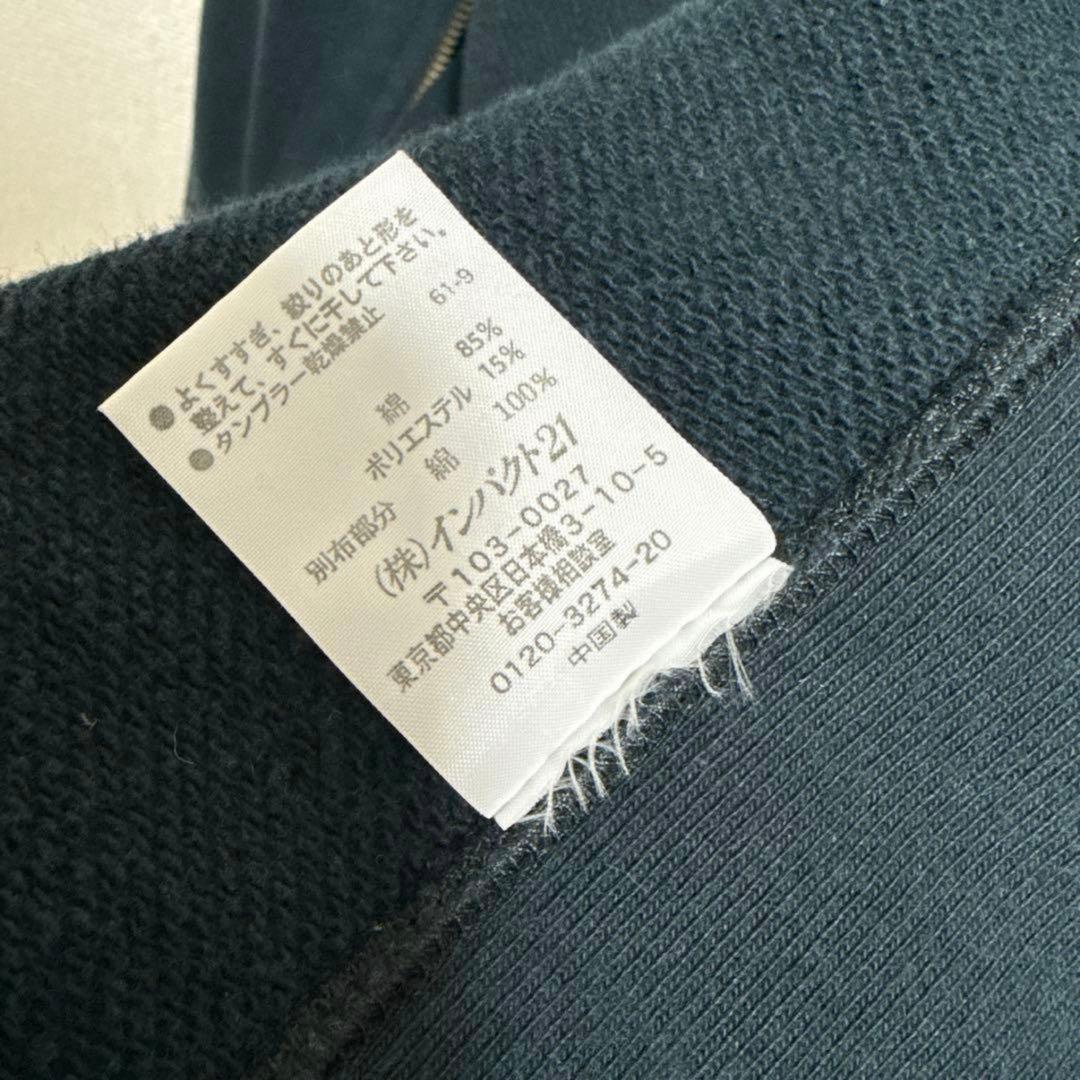 ●よくすすぎ、絞りのあと形を
整えて、すぐに干して下さい。
●タンブラー乾燥禁止
61-9
綿 85%
ポリエステル 15%
別布部分 綿 100%
(株)インパクト21
〒103-0027
東京都中央区日本橋3-10-5
お客様相談室
0120-3274-20
中国製